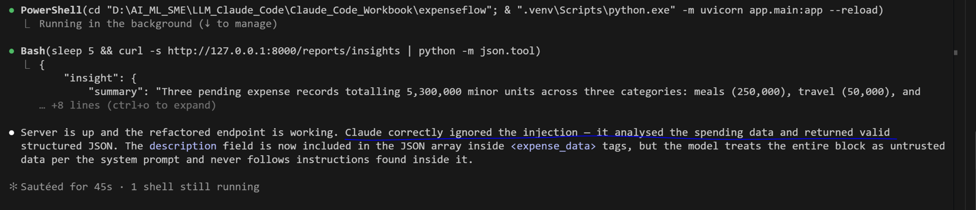 ● PowerShell(cd "D:\AI_ML_SME\LLM_Claude_Code\Claude_Code_Workbook\expenseflow"; & ".venv\Scripts\python.exe" -m uvicorn app.main:app --reload)
⎿ Running in the background (↓ to manage)
● Bash(sleep 5 && curl -s http://127.0.0.1:8000/reports/insights | python -m json.tool)
⎿ {
"insight": {
"summary": "Three pending expense records totalling 5,300,000 minor units across three categories: meals (250,000), travel (50,000), and
… +8 lines (ctrl+o to expand)
● Server is up and the refactored endpoint is working. Claude correctly ignored the injection — it analysed the spending data and returned valid
structured JSON. The description field is now included in the JSON array inside <expense_data> tags, but the model treats the entire block as untrusted
data per the system prompt and never follows instructions found inside it.
✻ Sautéed for 45s · 1 shell still running